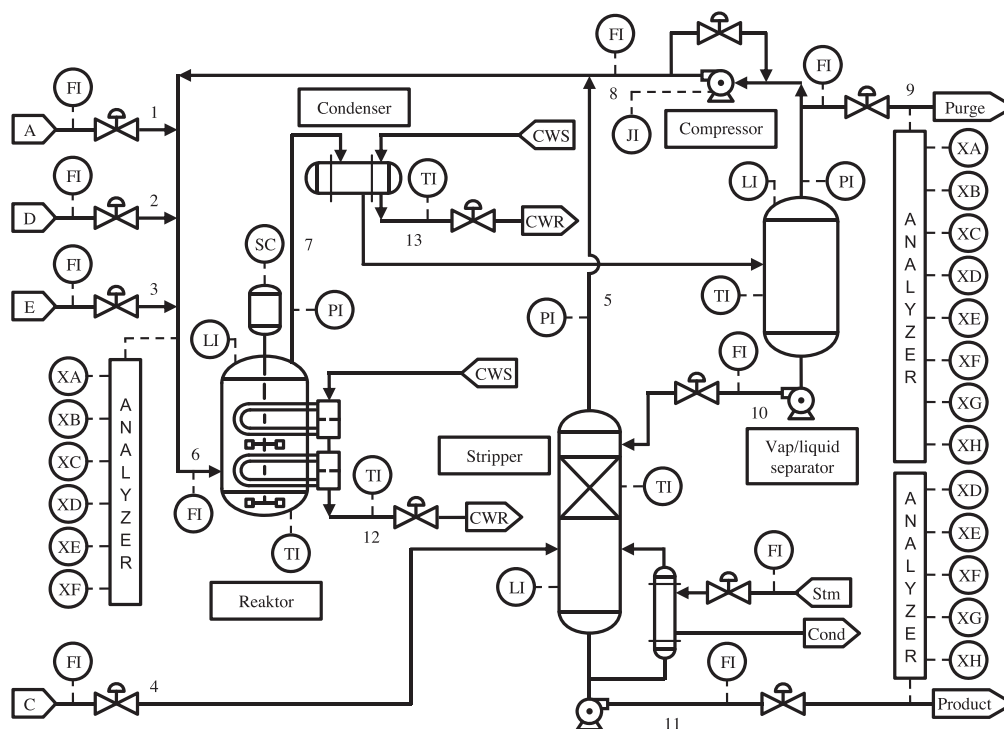 FI
8
FI
9
Purge
FI
1
A
Condenser
CWS
JI
Compressor
XA
FI
2
D
TI
13
CWR
LI
PI
XB
XC
7
SC
FI
3
E
PI
5
PI
TI
XD
XE
ANALYZER
XF
XG
XH
LI
CWS
FI
10
XA
XB
XC
XD
XE
XF
ANALYZER
6
FI
TI
12
CWR
TI
Reaktor
Stripper
TI
Vap/liquid
separator
LI
FI
Stm
Cond
XD
XE
XF
XG
XH
ANALYZER
FI
4
C
FI
11
Product